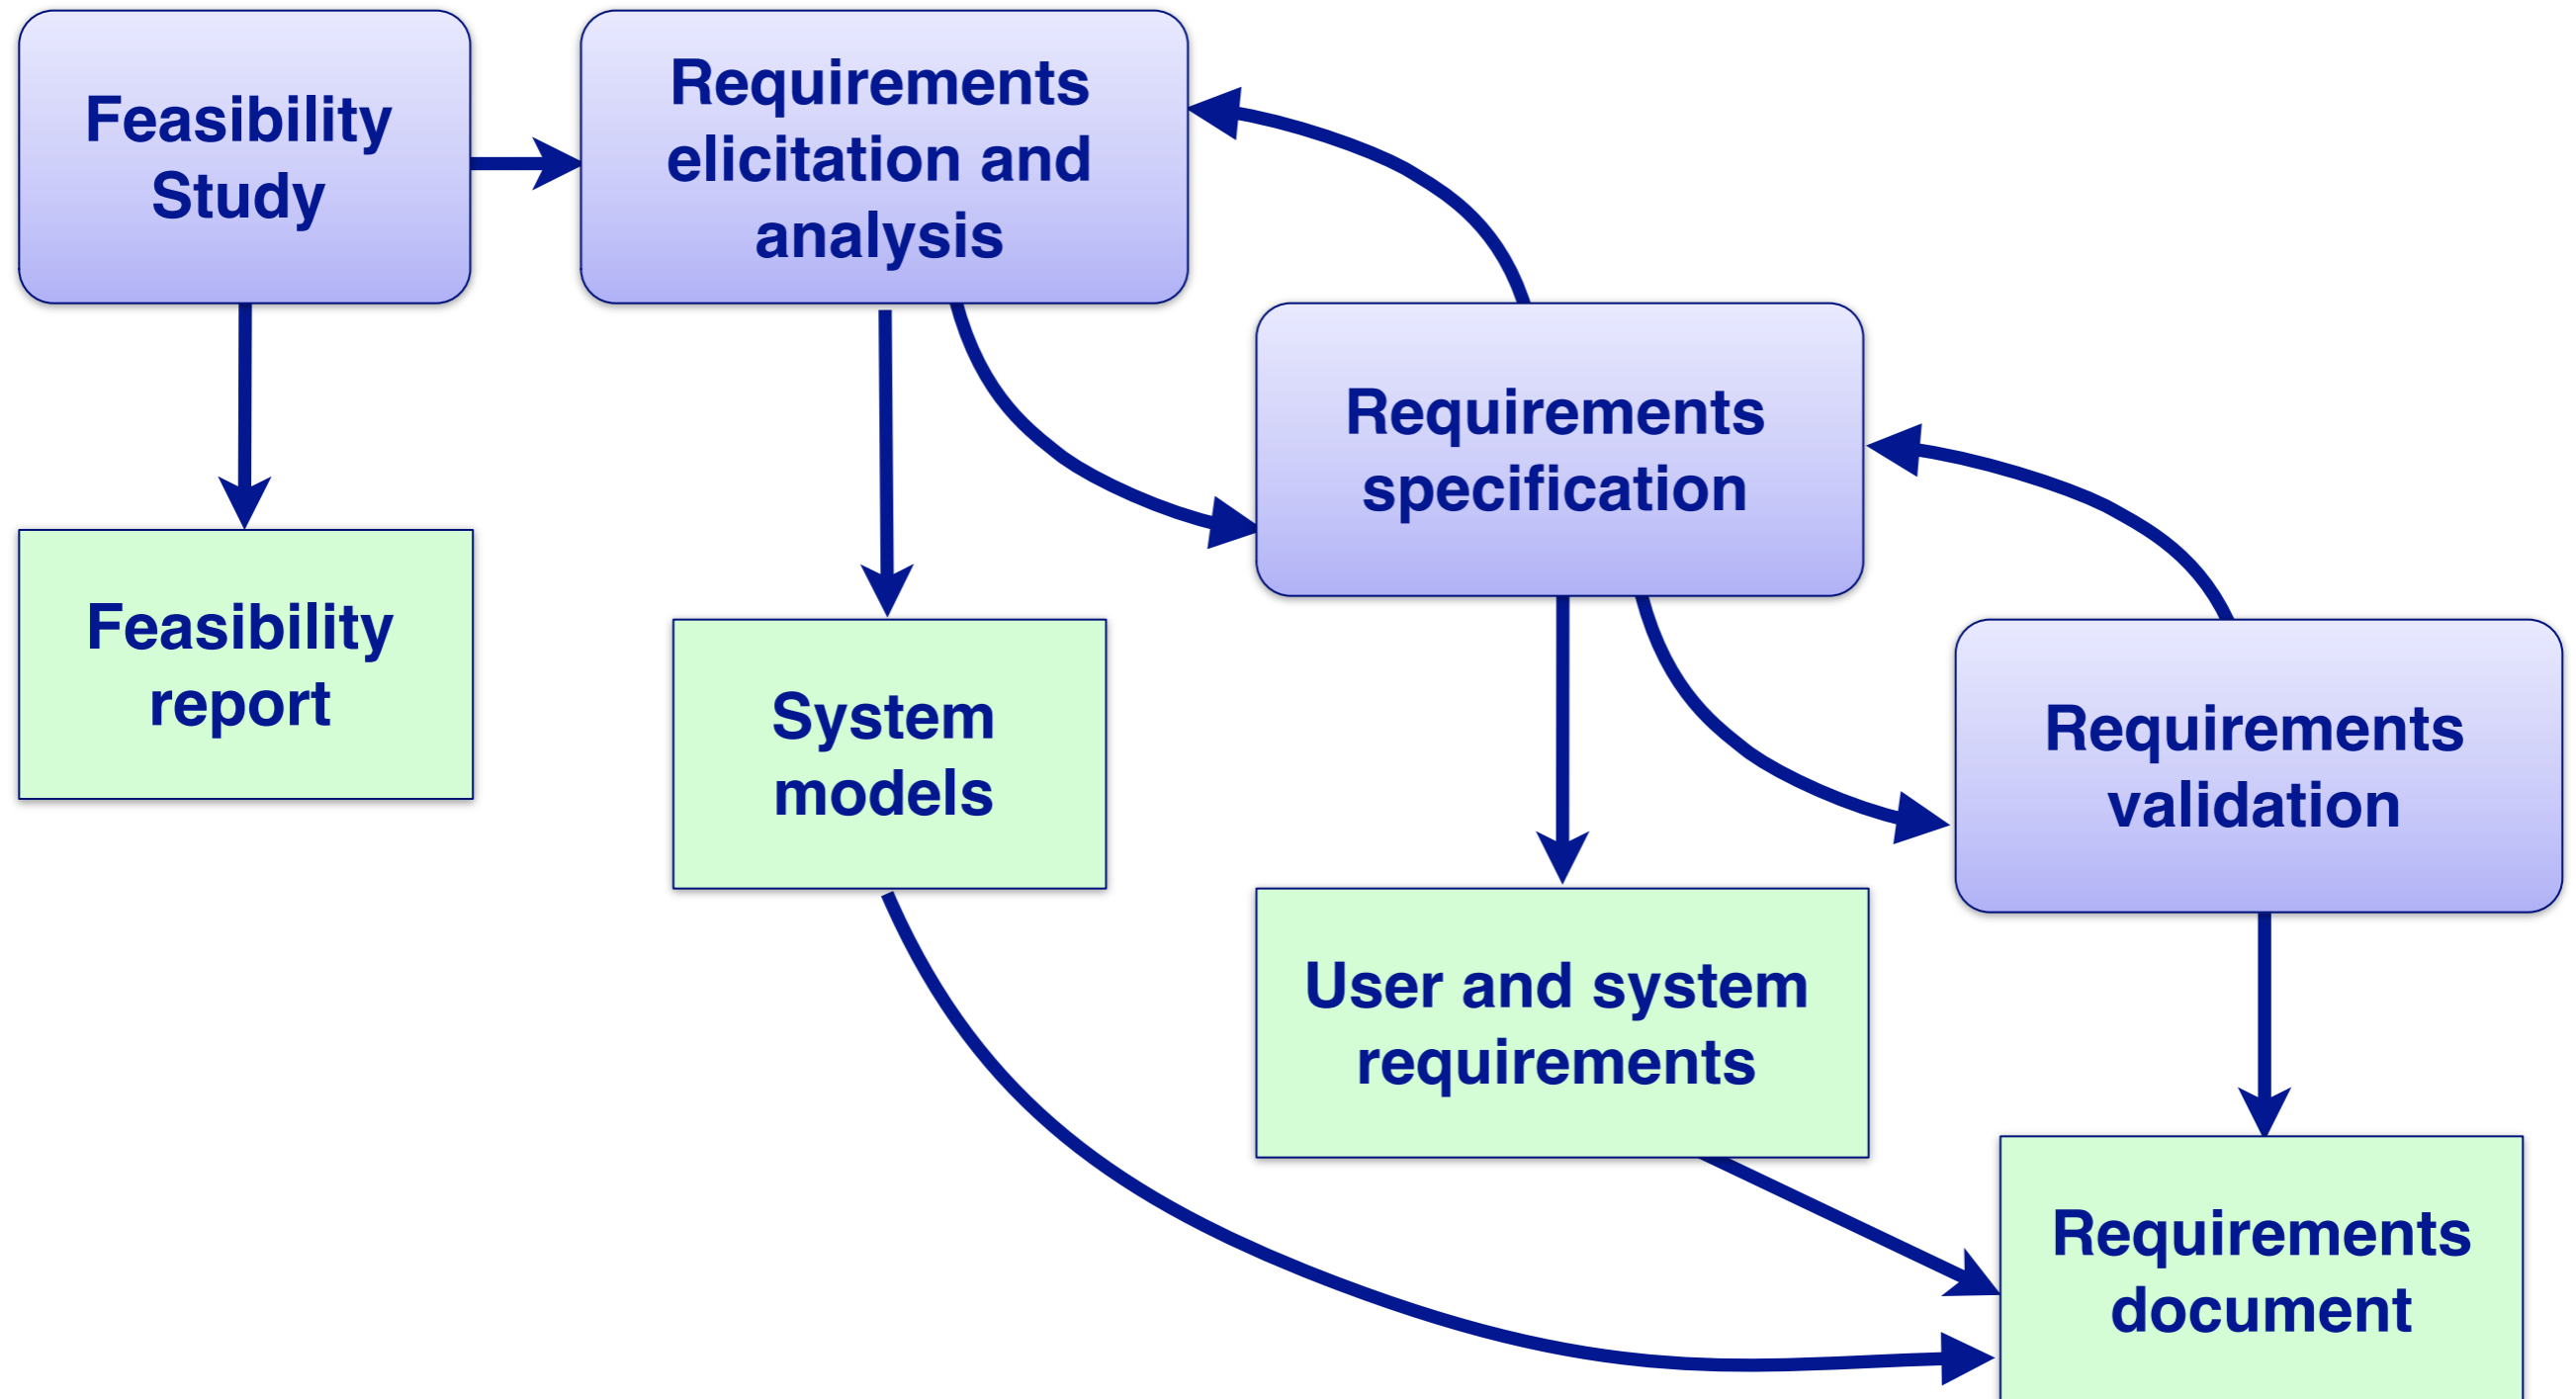 Feasibility
Study
Requirements
elicitation and
analysis
Requirements
specification
Feasibility
report
System
models
Requirements
validation
User and system
requirements
Requirements
document